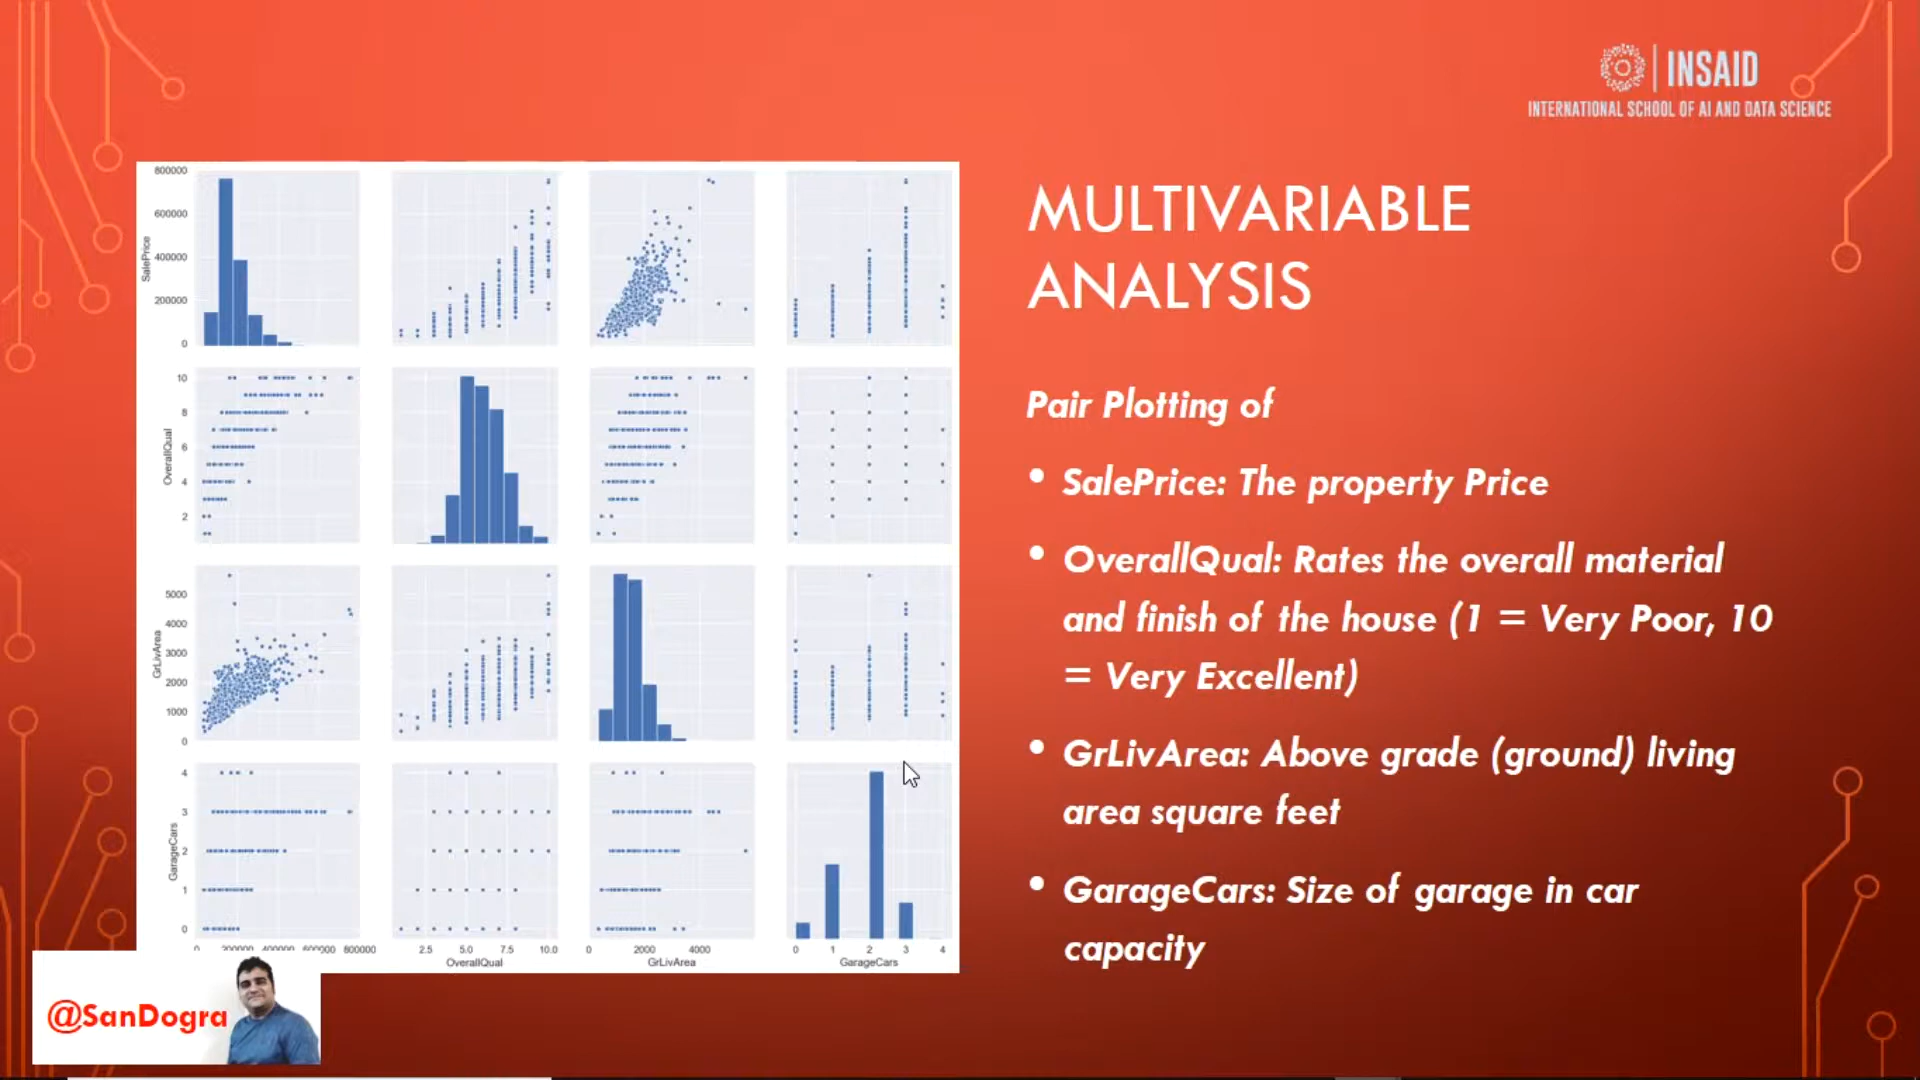 INSAID
INTERNATIONAL SCHOOL OF AI AND DATA SCIENCE
MULTIVARIABLE
ANALYSIS
Pair Plotting of
• SalePrice: The property Price
• OverallQual: Rates the overall material
and finish of the house (1 = Very Poor, 10
= Very Excellent)
• GrLivArea: Above grade (ground) living
area square feet
• GarageCars: Size of garage in car
capacity
SalePrice
800000
600000
400000
200000
0
OverallQual
10
8
6
4
2
GrLivArea
5000
4000
3000
2000
1000
0
GarageCars
4
3
2
1
0
0 200000 400000 600000 800000
2.5 5.0 7.5 10.0
OverallQual
0 2000 4000
GrLivArea
0 1 2 3 4
GarageCars
@SanDogra